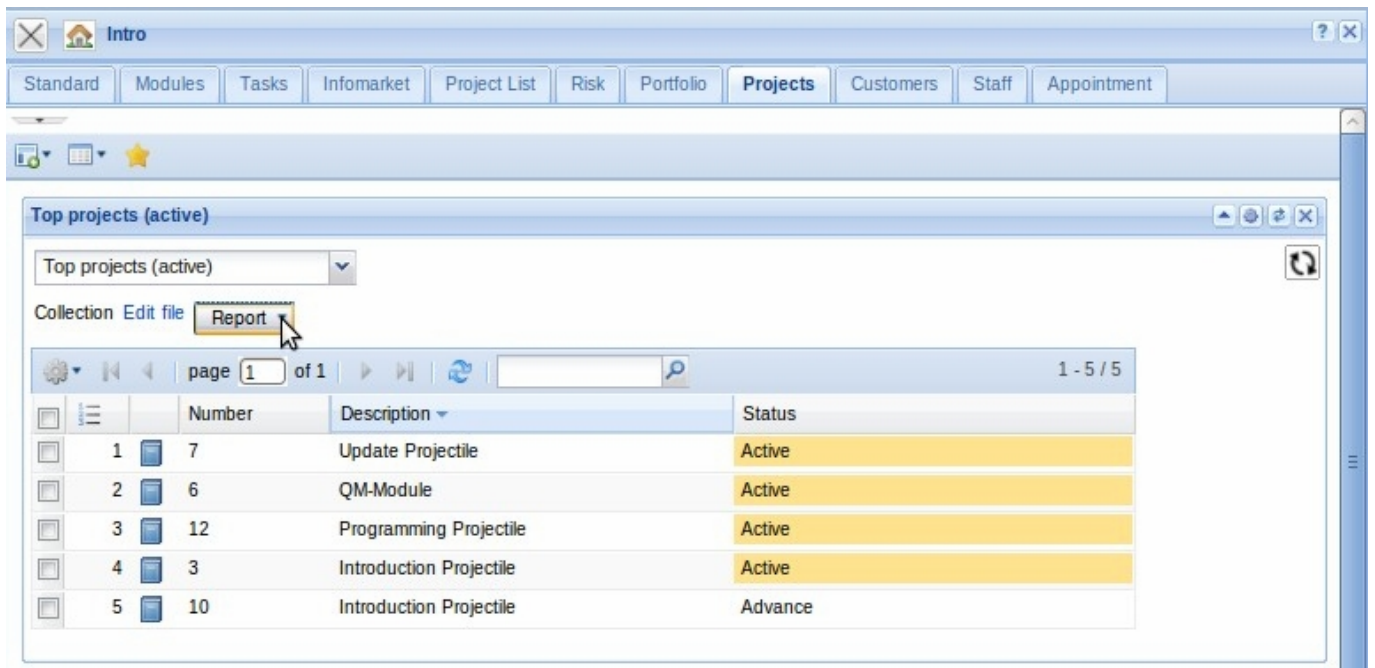 Intro
?
Standard Modules Tasks Infomarket Project List Risk Portfolio Projects Customers Staff Appointment
Top projects (active)
Top projects (active)
Collection Edit file Report
page 1 of 1 1 - 5 / 5
Number Description Status
1 7 Update Projectile Active
2 6 QM-Module Active
3 12 Programming Projectile Active
4 3 Introduction Projectile Active
5 10 Introduction Projectile Advance